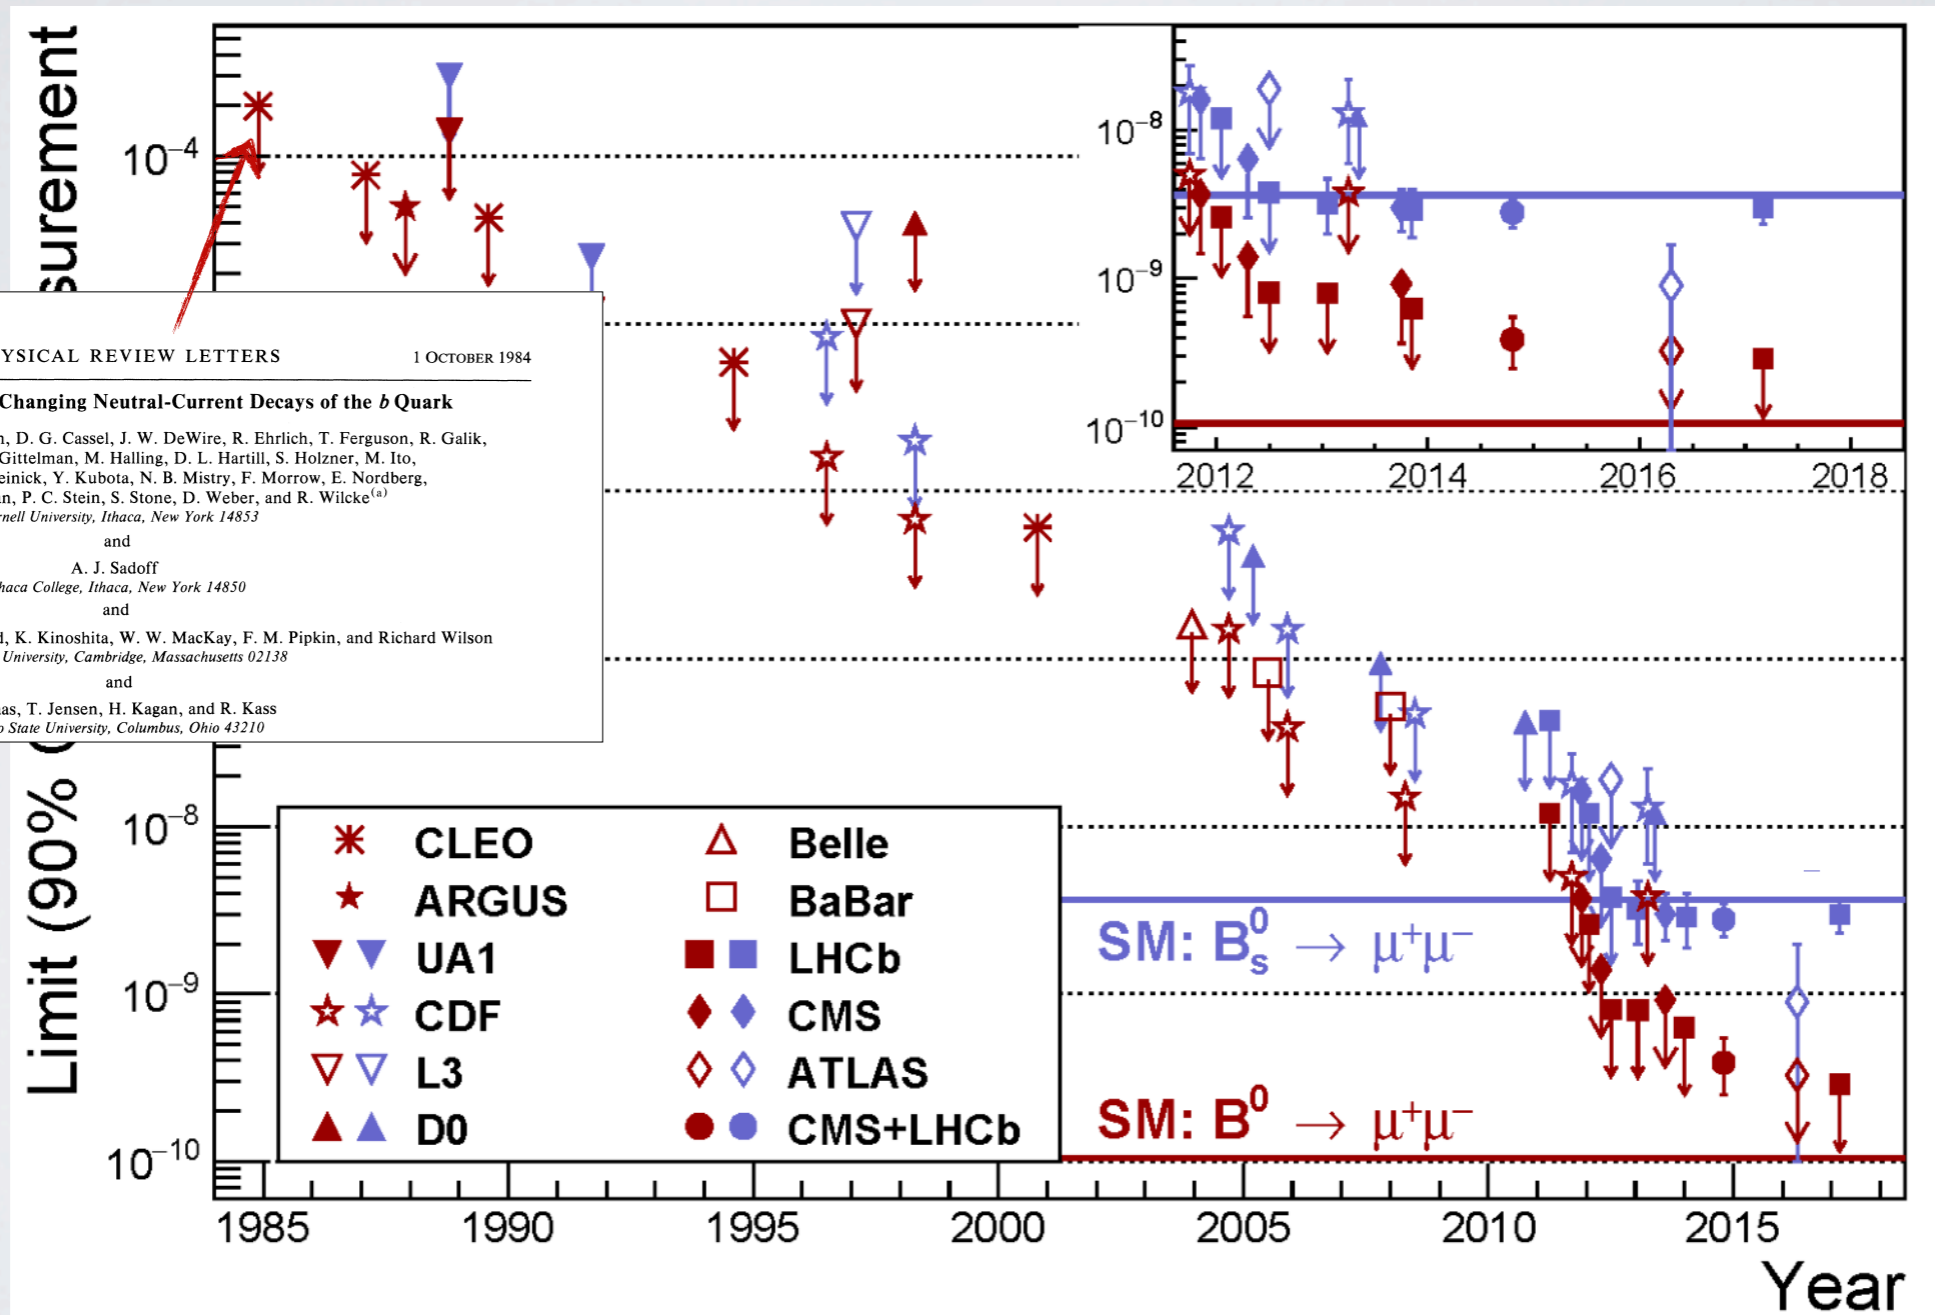 surement
Limit (90%
10⁻⁴
10⁻⁸
10⁻⁹
10⁻¹⁰
1985 1990 1995 2000 2005 2010 2015
Year
10⁻⁸
10⁻⁹
10⁻¹⁰
2012 2014 2016 2018
YSICAL REVIEW LETTERS 1 OCTOBER 1984
Changing Neutral-Current Decays of the b Quark
n, D. G. Cassel, J. W. DeWire, R. Ehrlich, T. Ferguson, R. Galik,
Gittelman, M. Halling, D. L. Hartill, S. Holzner, M. Ito,
einick, Y. Kubota, N. B. Mistry, F. Morrow, E. Nordberg,
n, P. C. Stein, S. Stone, D. Weber, and R. Wilcke(a)
rnell University, Ithaca, New York 14853
and
A. J. Sadoff
haca College, Ithaca, New York 14850
and
d, K. Kinoshita, W. W. MacKay, F. M. Pipkin, and Richard Wilson
University, Cambridge, Massachusetts 02138
and
as, T. Jensen, H. Kagan, and R. Kass
o State University, Columbus, Ohio 43210
CLEO
ARGUS
UA1
CDF
L3
D0
Belle
BaBar
LHCb
CMS
ATLAS
CMS+LHCb
SM: B⁰ₛ → μ⁺μ⁻
SM: B⁰ → μ⁺μ⁻